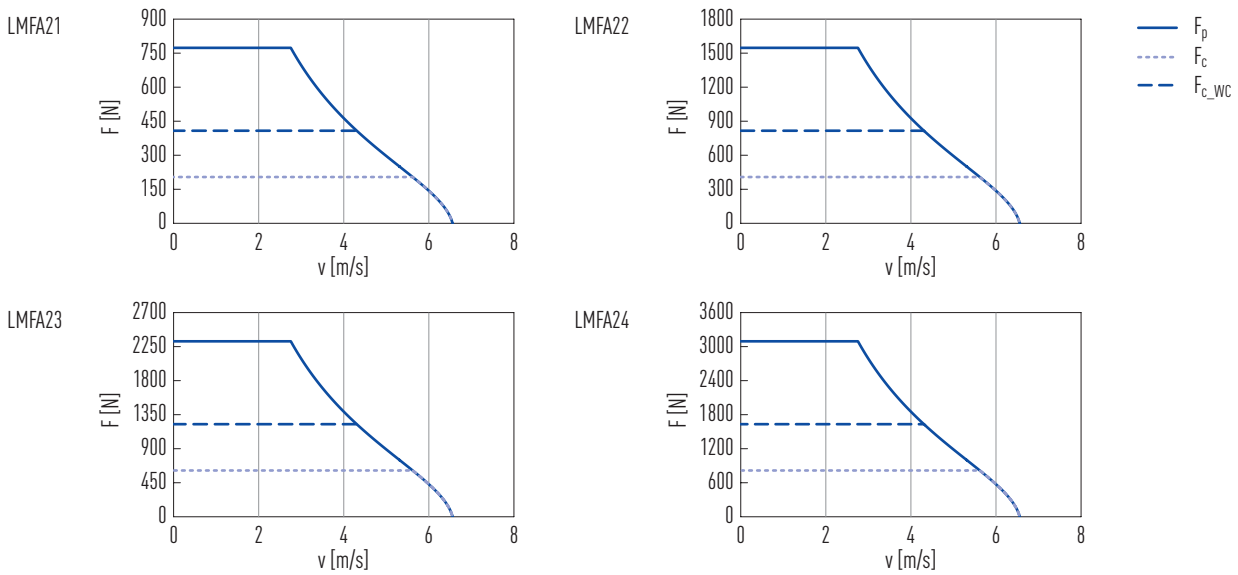 LMFA21
F [N]
900
750
600
450
300
150
0
0 2 4 6 8
v [m/s]
LMFA22
F [N]
1800
1500
1200
900
600
300
0
0 2 4 6 8
v [m/s]
Fp
Fc
Fc_WC
LMFA23
F [N]
2700
2250
1800
1350
900
450
0
0 2 4 6 8
v [m/s]
LMFA24
F [N]
3600
3000
2400
1800
1200
600
0
0 2 4 6 8
v [m/s]